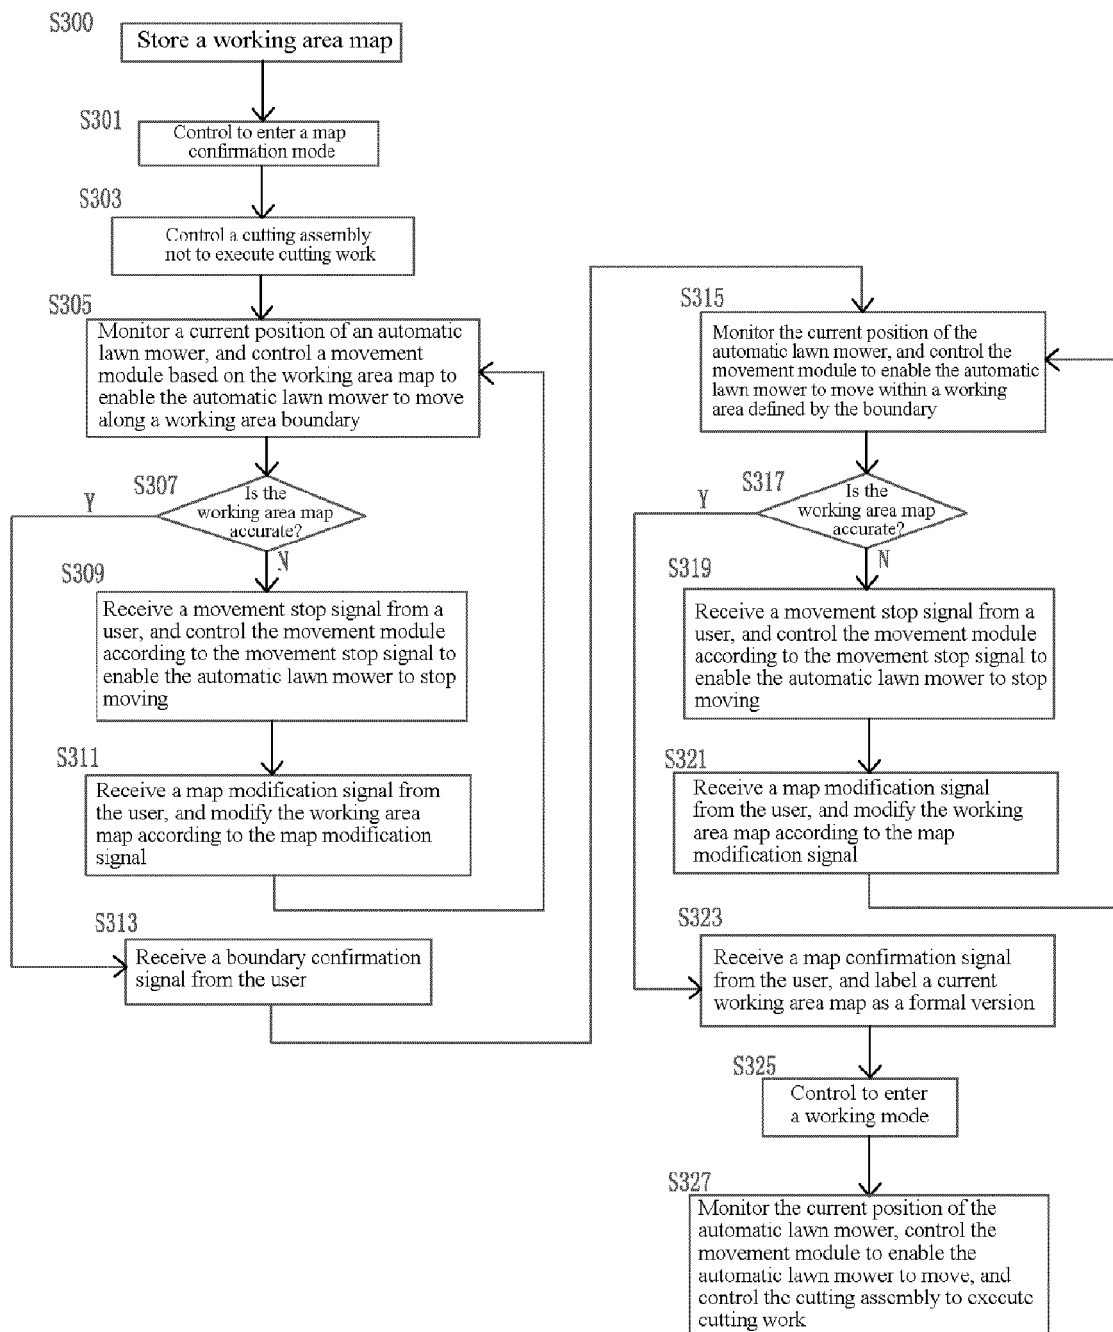 S300
Store a working area map
S301
Control to enter a map
confirmation mode
S303
Control a cutting assembly
not to execute cutting work
S305
Monitor a current position of an automatic
lawn mower, and control a movement
module based on the working area map to
enable the automatic lawn mower to move
along a working area boundary
S307
Y
Is the
working area map
accurate?
N
S309
Receive a movement stop signal from a
user, and control the movement module
according to the movement stop signal to
enable the automatic lawn mower to stop
moving
S311
Receive a map modification signal from
the user, and modify the working area
map according to the map modification
signal
S313
Receive a boundary confirmation
signal from the user
S315
Monitor the current position of the
automatic lawn mower, and control the
movement module to enable the automatic
lawn mower to move within a working
area defined by the boundary
S317
Y
Is the
working area map
accurate?
N
S319
Receive a movement stop signal from a
user, and control the movement module
according to the movement stop signal to
enable the automatic lawn mower to stop
moving
S321
Receive a map modification signal
from the user, and modify the working
area map according to the map
modification signal
S323
Receive a map confirmation signal
from the user, and label a current
working area map as a formal version
S325
Control to enter
a working mode
S327
Monitor the current position of the
automatic lawn mower, control the
movement module to enable the
automatic lawn mower to move, and
control the cutting assembly to execute
cutting work